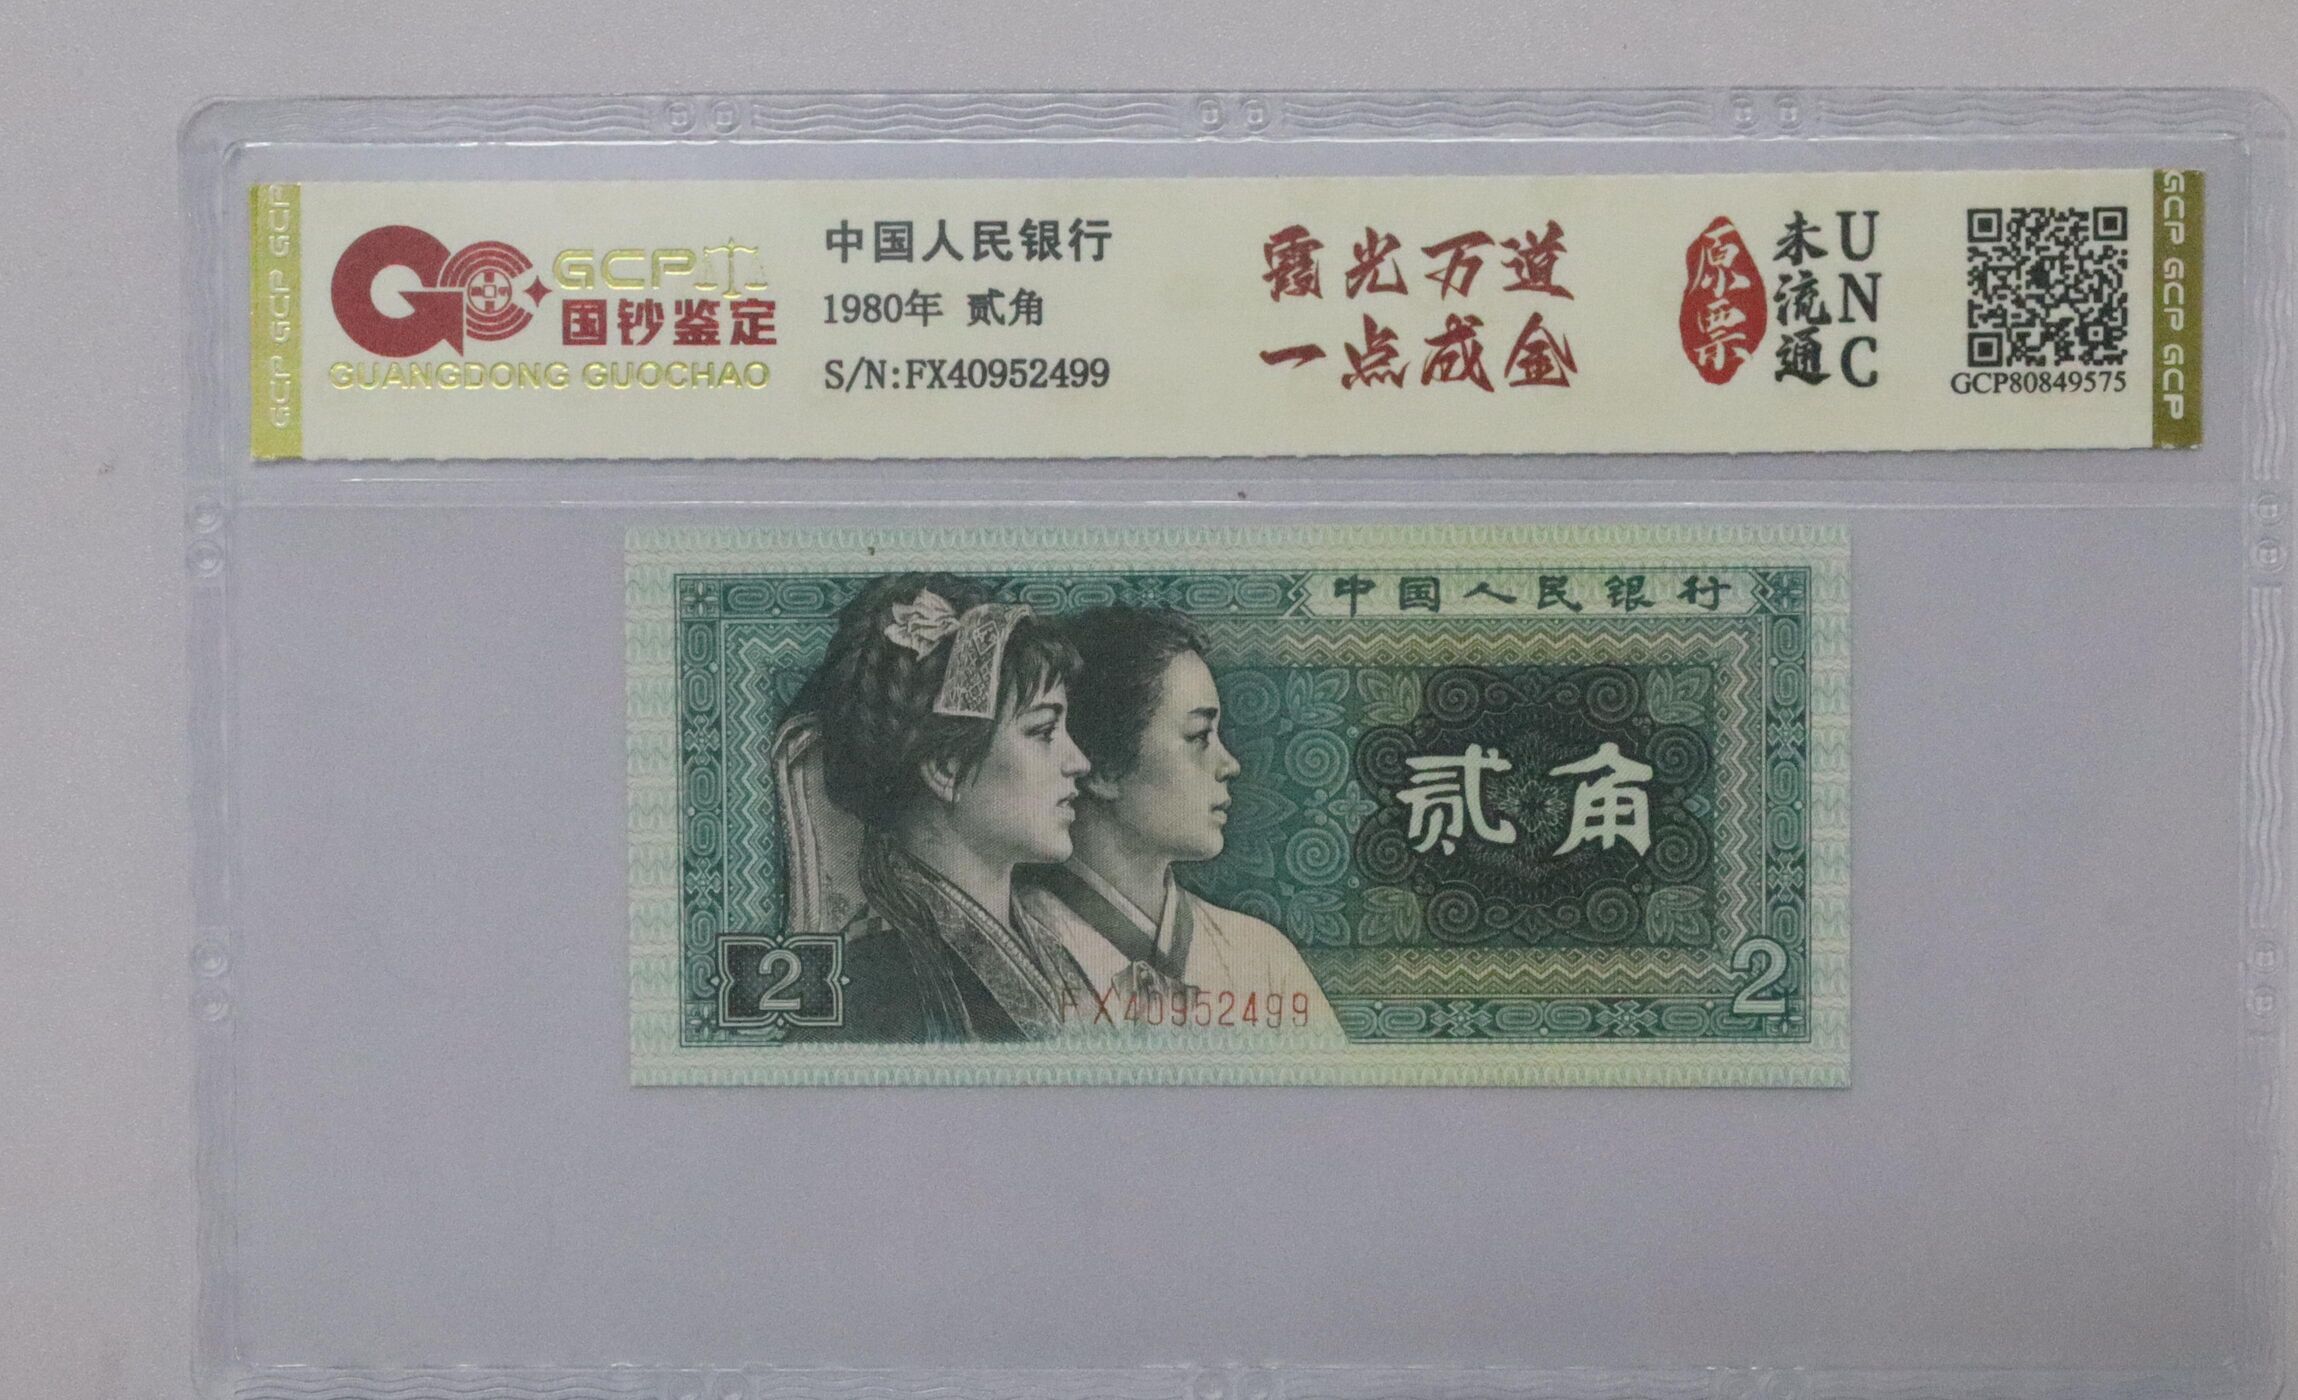 GCP GCP GCP
GCP
国钞鉴定
GUANGDONG GUOCHAO
中国人民银行
1980年 贰角
S/N:FX40952499
霞光万道
一点成金
原票
未流通
UNC
GCP80849575
GCP GCP GCP
中国人民银行
贰角
2
2
FX40952499